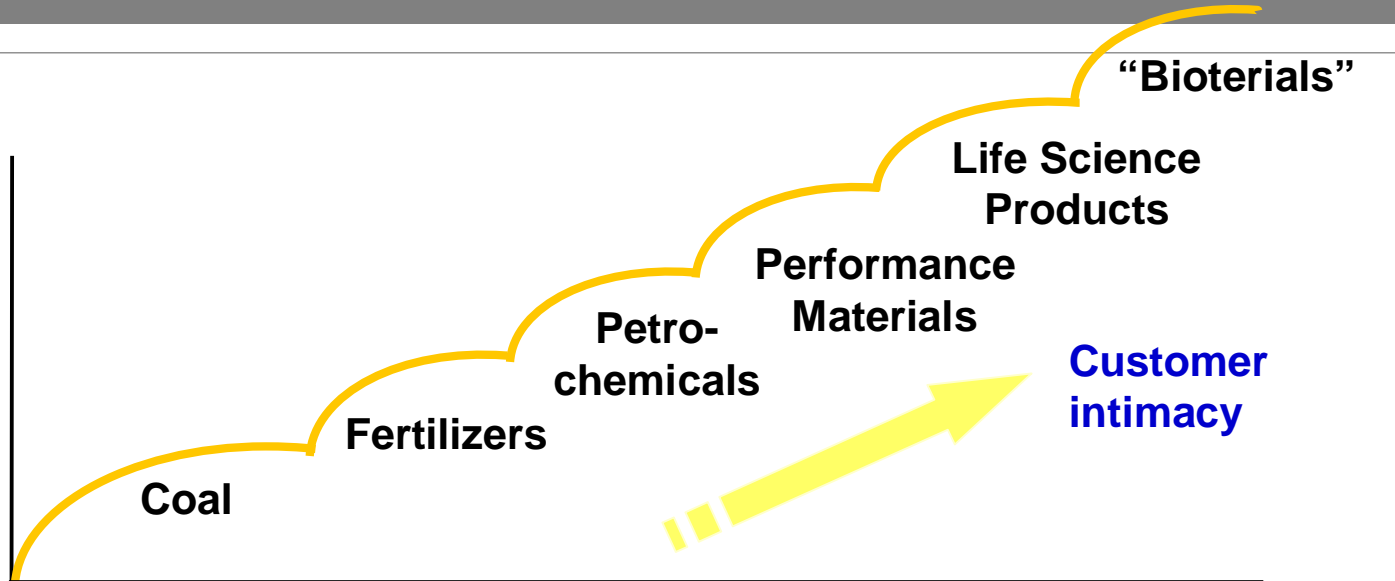 “Bioterials”
Life Science
Products
Performance
Materials
Petro-
chemicals
Customer
intimacy
Fertilizers
Coal